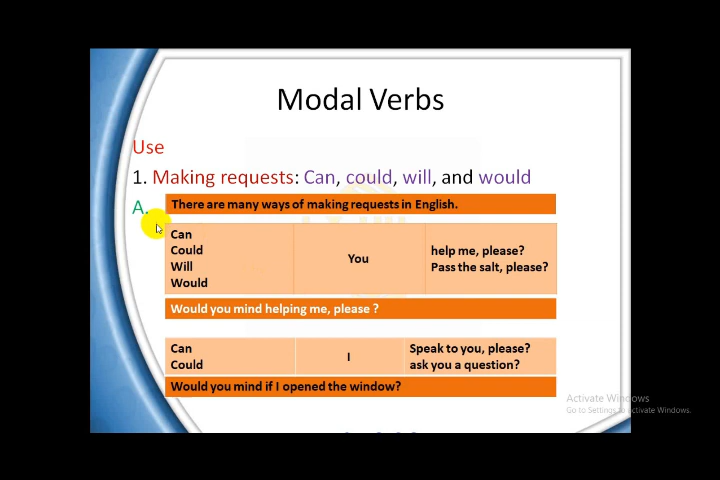 Modal Verbs
Use
1. Making requests: Can, could, will, and would
A.
There are many ways of making requests in English.
Can
Could
Will
Would
You
help me, please?
Pass the salt, please?
Would you mind helping me, please ?
Can
Could
I
Speak to you, please?
ask you a question?
Would you mind if I opened the window?
Activate Windows
Go to Settings to Activate Windows.